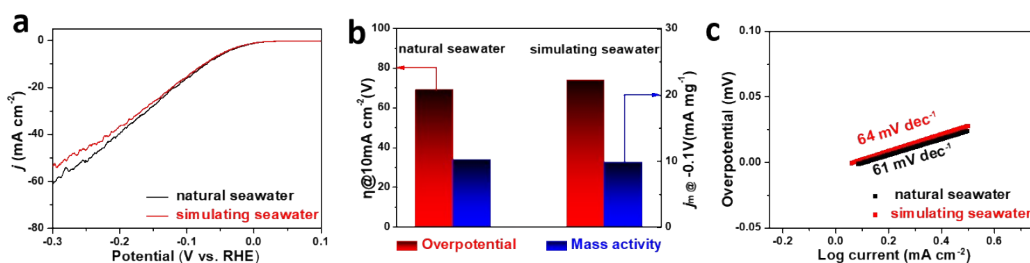 a
j (mA cm-2)
0
-20
-40
-60
-80
natural seawater
simulating seawater
-0.3
-0.2
-0.1
0.0
0.1
Potential (V vs. RHE)
b
η@10mA cm-2(V)
100
80
60
40
20
0
natural seawater
simulating seawater
30
20
10
0
jm @ -0.1V(mA mg-1)
Overpotential
Mass activity
c
Overpotential (mV)
0.10
0.05
0.00
-0.05
64 mV dec-1
61 mV dec-1
natural seawater
simulating seawater
0.0
0.2
0.4
0.6
Log current (mA cm-2)